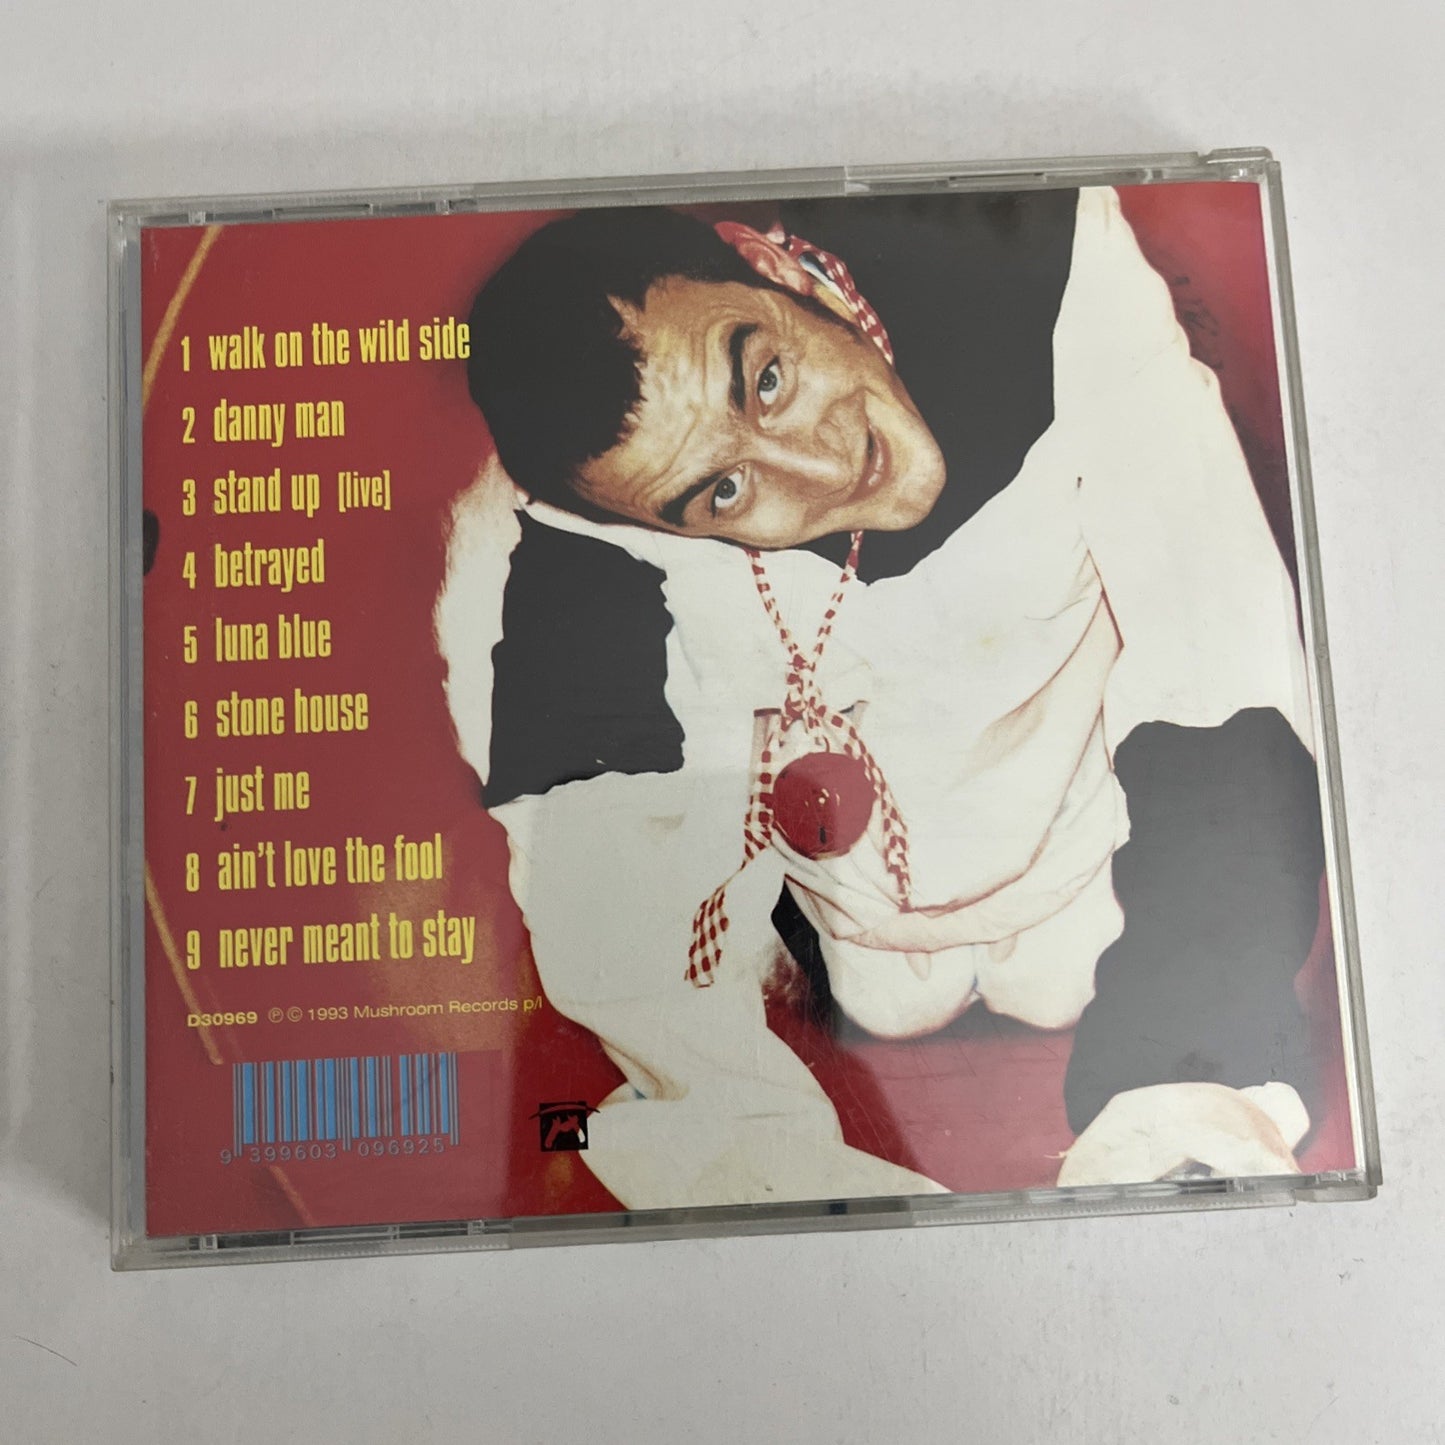 1 walk on the wild side
2 danny man
3 stand up [live]
4 betrayed
5 luna blue
6 stone house
7 just me
8 ain't love the fool
9 never meant to stay
D30969 ℗ © 1993 Mushroom Records p/l
9 399603 096925